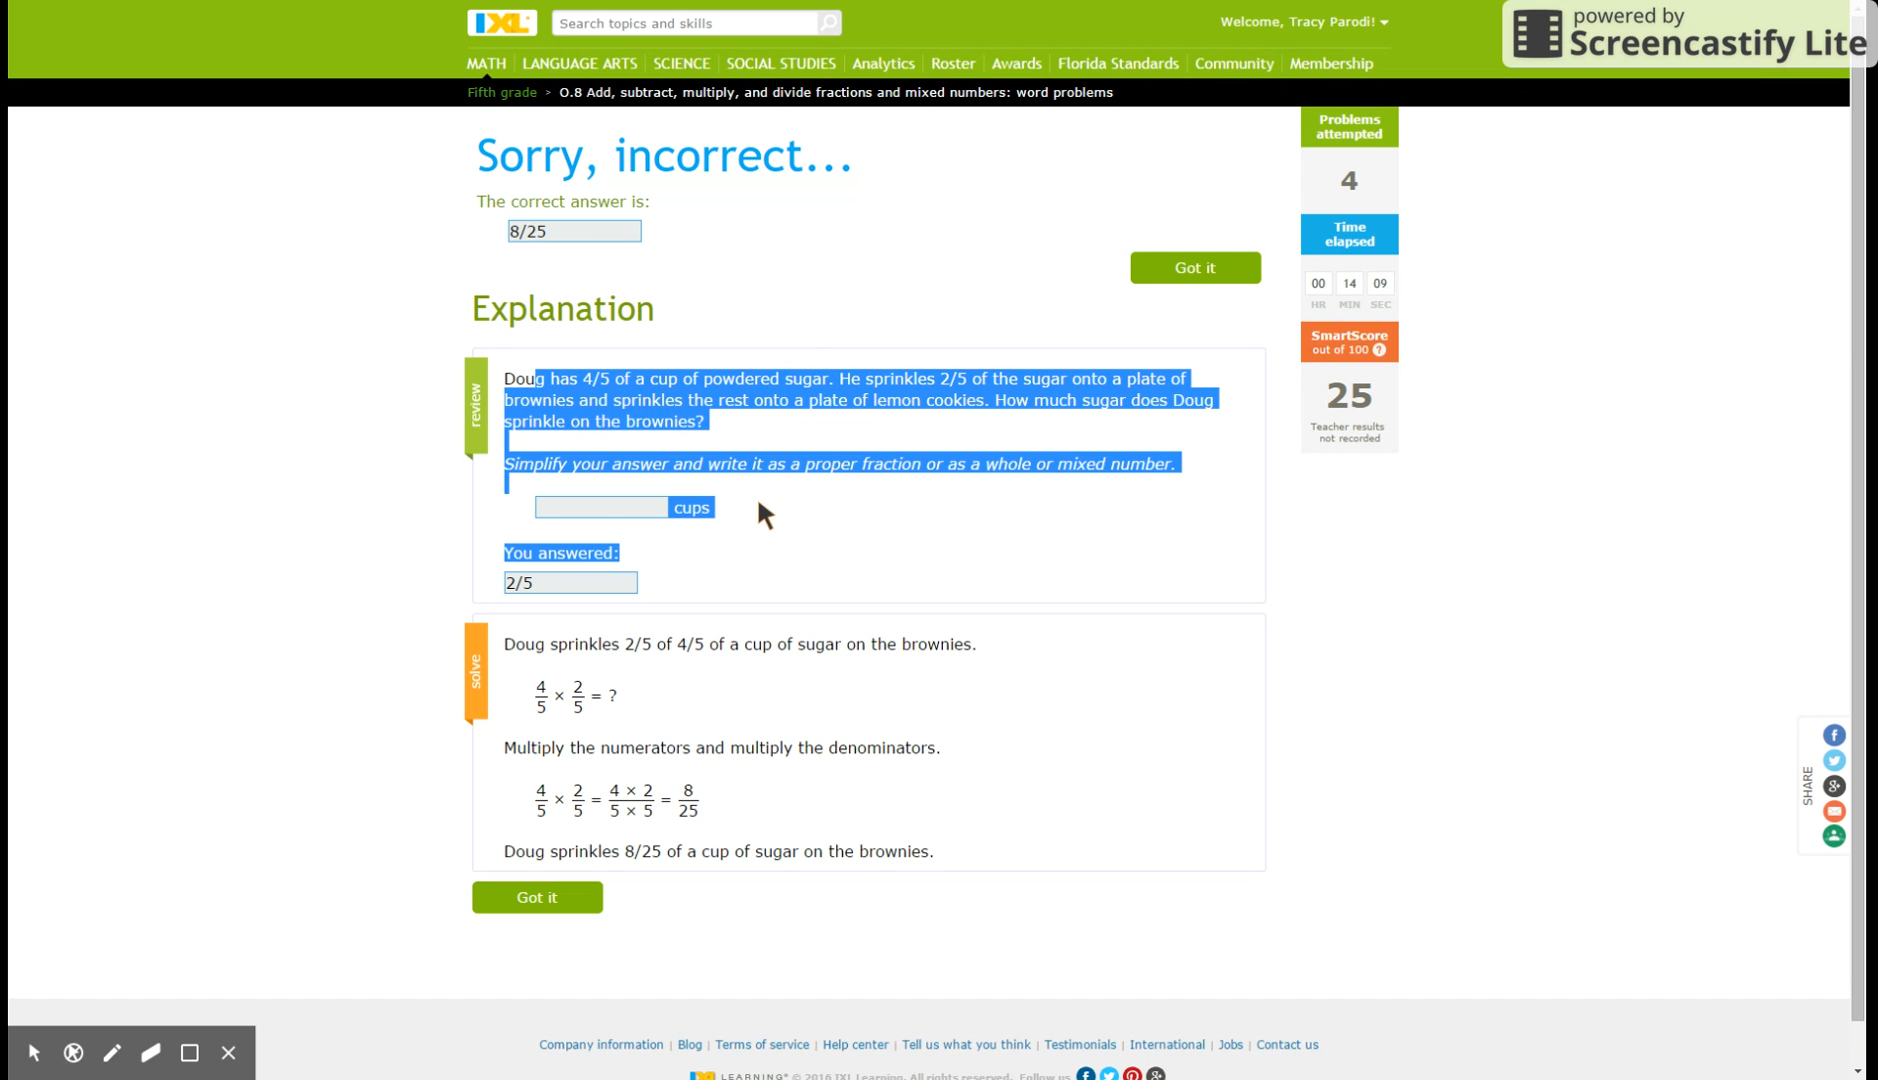 IXL
Search topics and skills
Welcome, Tracy Parodi!
powered by
Screencastify Lite
MATH | LANGUAGE ARTS | SCIENCE | SOCIAL STUDIES | Analytics | Roster | Awards | Florida Standards | Community | Membership
Fifth grade > O.8 Add, subtract, multiply, and divide fractions and mixed numbers: word problems
Sorry, incorrect...
The correct answer is:
8/25
Got it
Problems
attempted
4
Time
elapsed
00 14 09
HR MIN SEC
SmartScore
out of 100 ?
25
Teacher results
not recorded
Explanation
review
Doug has 4/5 of a cup of powdered sugar. He sprinkles 2/5 of the sugar onto a plate of
brownies and sprinkles the rest onto a plate of lemon cookies. How much sugar does Doug
sprinkle on the brownies?
Simplify your answer and write it as a proper fraction or as a whole or mixed number.
cups
You answered:
2/5
solve
Doug sprinkles 2/5 of 4/5 of a cup of sugar on the brownies.
4/5 × 2/5 = ?
Multiply the numerators and multiply the denominators.
4/5 × 2/5 = 4 × 2/5 × 5 = 8/25
Doug sprinkles 8/25 of a cup of sugar on the brownies.
Got it
SHARE
Company information | Blog | Terms of service | Help center | Tell us what you think | Testimonials | International | Jobs | Contact us
IXL LEARNING® © 2016 IXL Learning. All rights reserved. Follow us